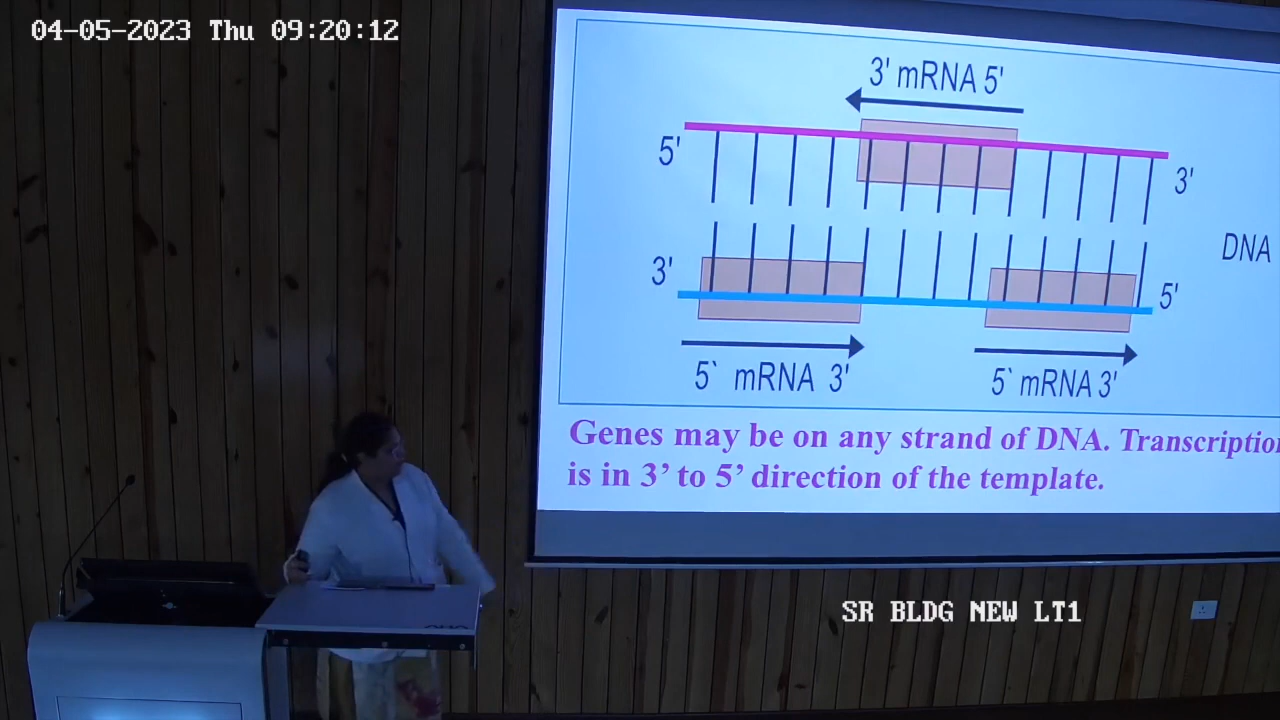 04-05-2023 Thu 09:20:12
3' mRNA 5'
5'
3'
DNA
3'
5'
5` mRNA 3'
5` mRNA 3'
Genes may be on any strand of DNA. Transcription
is in 3’ to 5’ direction of the template.
SR BLDG NEW LT1